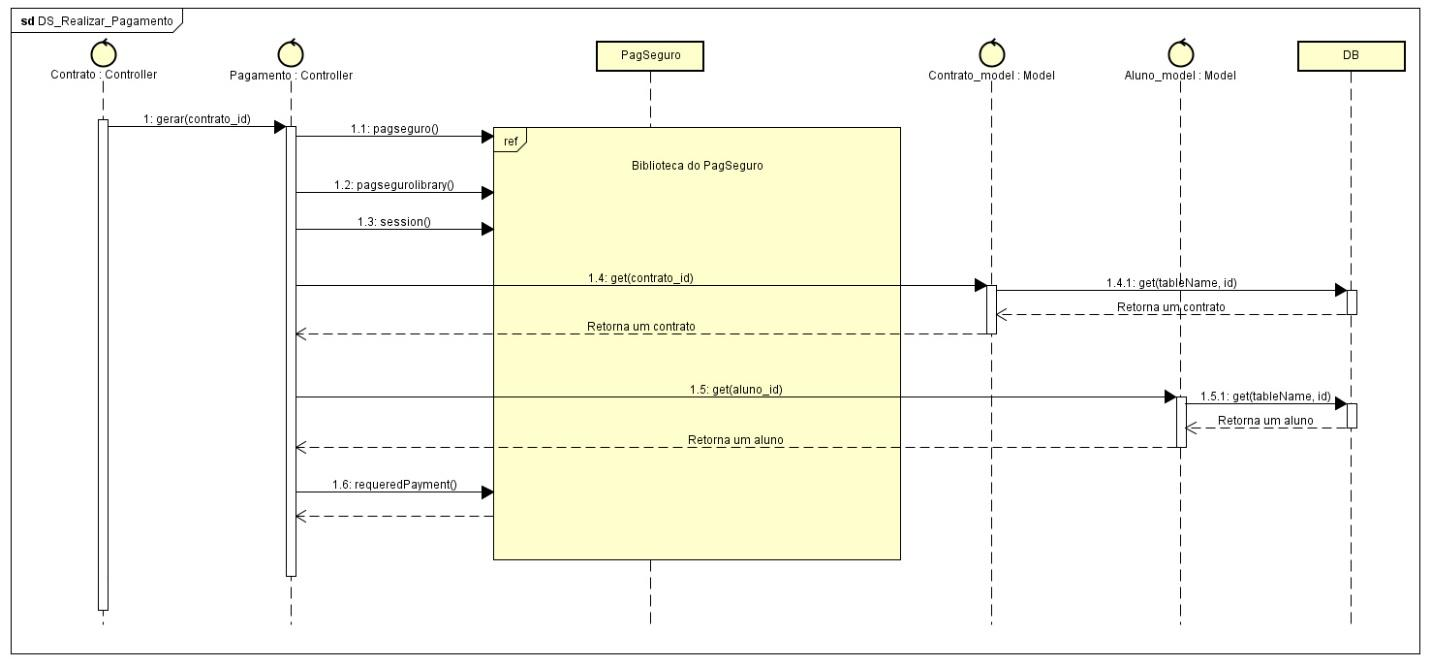 sd DS_Realizar_Pagamento
Contrato : Controller
Pagamento : Controller
PagSeguro
Contrato_model : Model
Aluno_model : Model
DB
1: gerar(contrato_id)
1.1: pagseguro()
ref
Biblioteca do PagSeguro
1.2: pagsegurolibrary()
1.3: session()
1.4: get(contrato_id)
1.4.1: get(tableName, id)
Retorna um contrato
Retorna um contrato
1.5: get(aluno_id)
1.5.1: get(tableName, id)
Retorna um aluno
Retorna um aluno
1.6: requeredPayment()